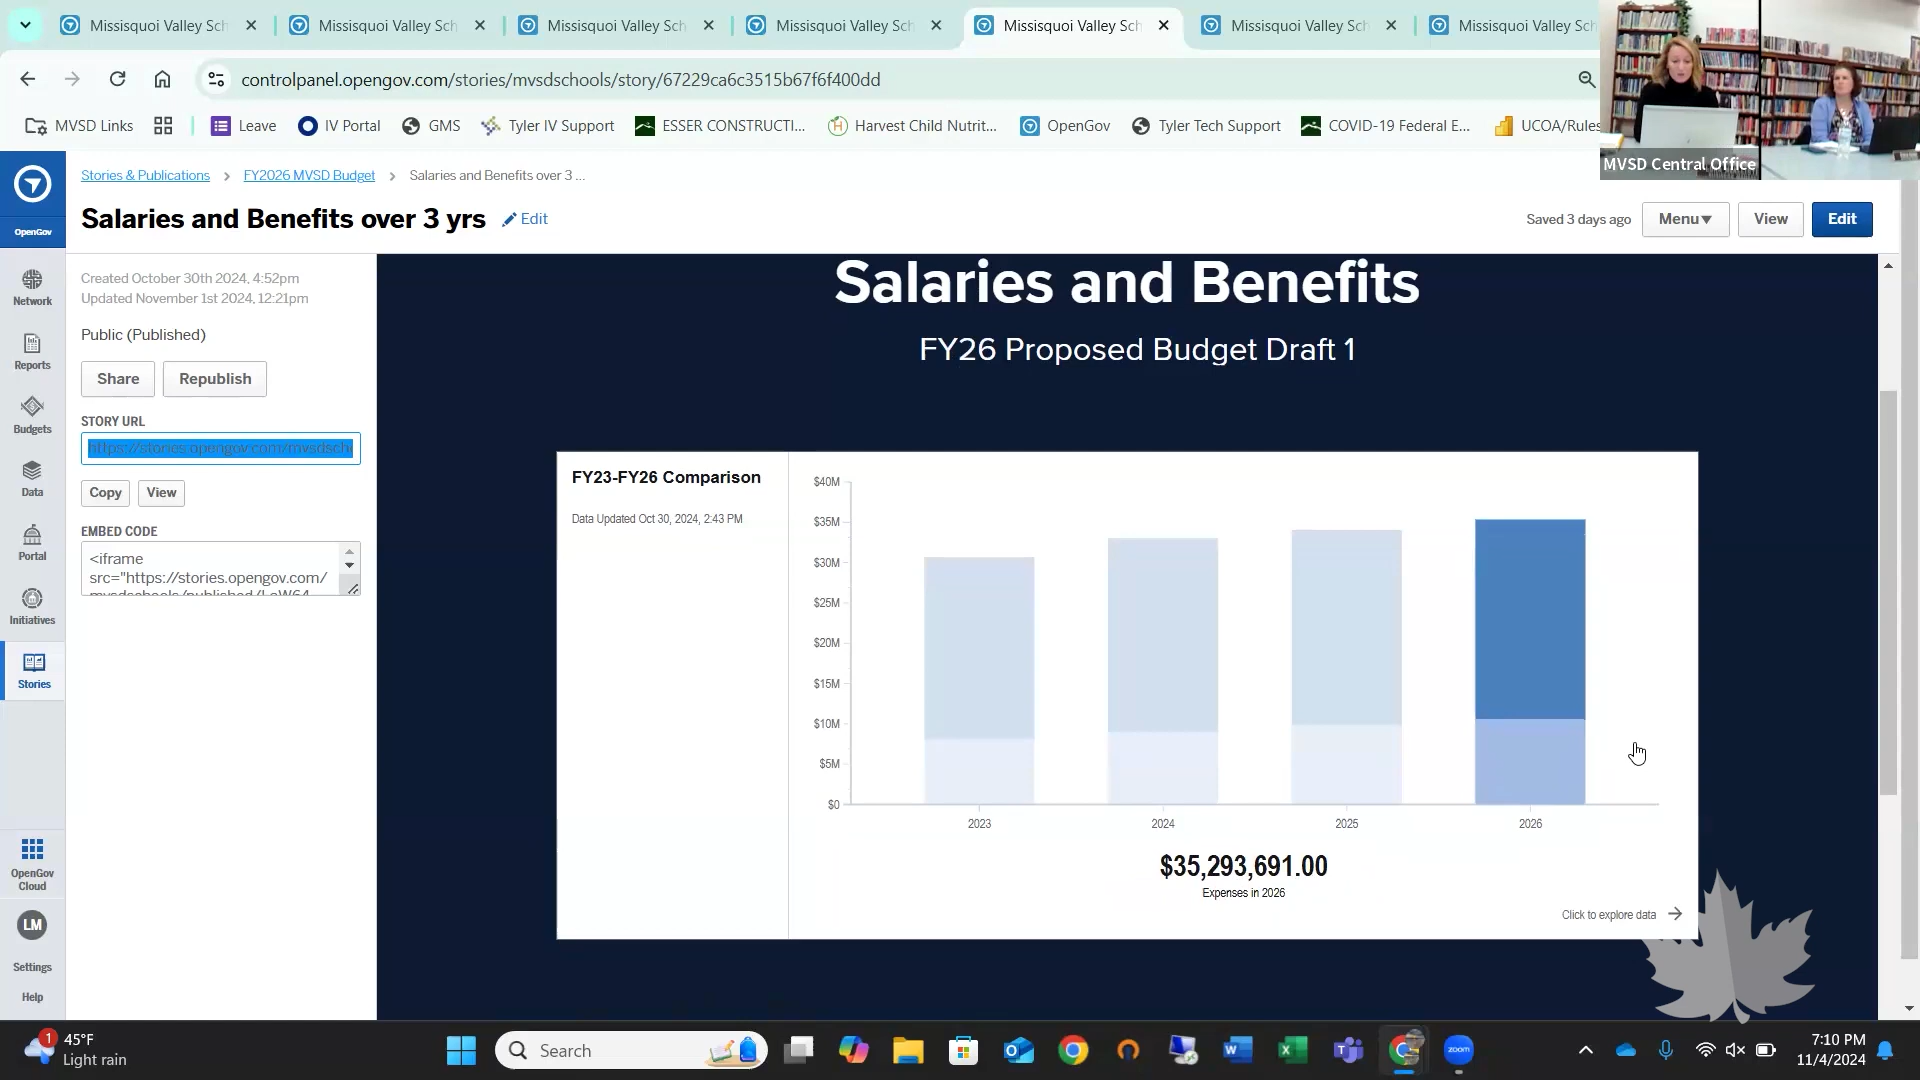 Missisquoi Valley Sch
Missisquoi Valley Sch
Missisquoi Valley Sch
Missisquoi Valley Sch
Missisquoi Valley Sch
Missisquoi Valley Sch
Missisquoi Valley Sch
controlpanel.opengov.com/stories/mvsdschools/story/67229ca6c3515b67f6f400dd
MVSD Links
Leave
IV Portal
GMS
Tyler IV Support
ESSER CONSTRUCTI...
Harvest Child Nutrit...
OpenGov
Tyler Tech Support
COVID-19 Federal E...
UCOA/Rules
MVSD Central Office
OpenGov
Network
Reports
Budgets
Data
Portal
Initiatives
Stories
OpenGov
Cloud
LM
Settings
Help
Stories & Publications > FY2026 MVSD Budget > Salaries and Benefits over 3 ...
Salaries and Benefits over 3 yrs
Edit
Saved 3 days ago
Menu▼
View
Edit
Created October 30th 2024, 4:52pm
Updated November 1st 2024, 12:21pm
Public (Published)
Share
Republish
STORY URL
https://stories.opengov.com/mvsdsch
Copy
View
EMBED CODE
<iframe
src="https://stories.opengov.com/
mvsdschools/published/
Salaries and Benefits
FY26 Proposed Budget Draft 1
FY23-FY26 Comparison
Data Updated Oct 30, 2024, 2:43 PM
$40M
$35M
$30M
$25M
$20M
$15M
$10M
$5M
$0
2023
2024
2025
2026
$35,293,691.00
Expenses in 2026
Click to explore data
1
45°F
Light rain
Search
zoom
7:10 PM
11/4/2024